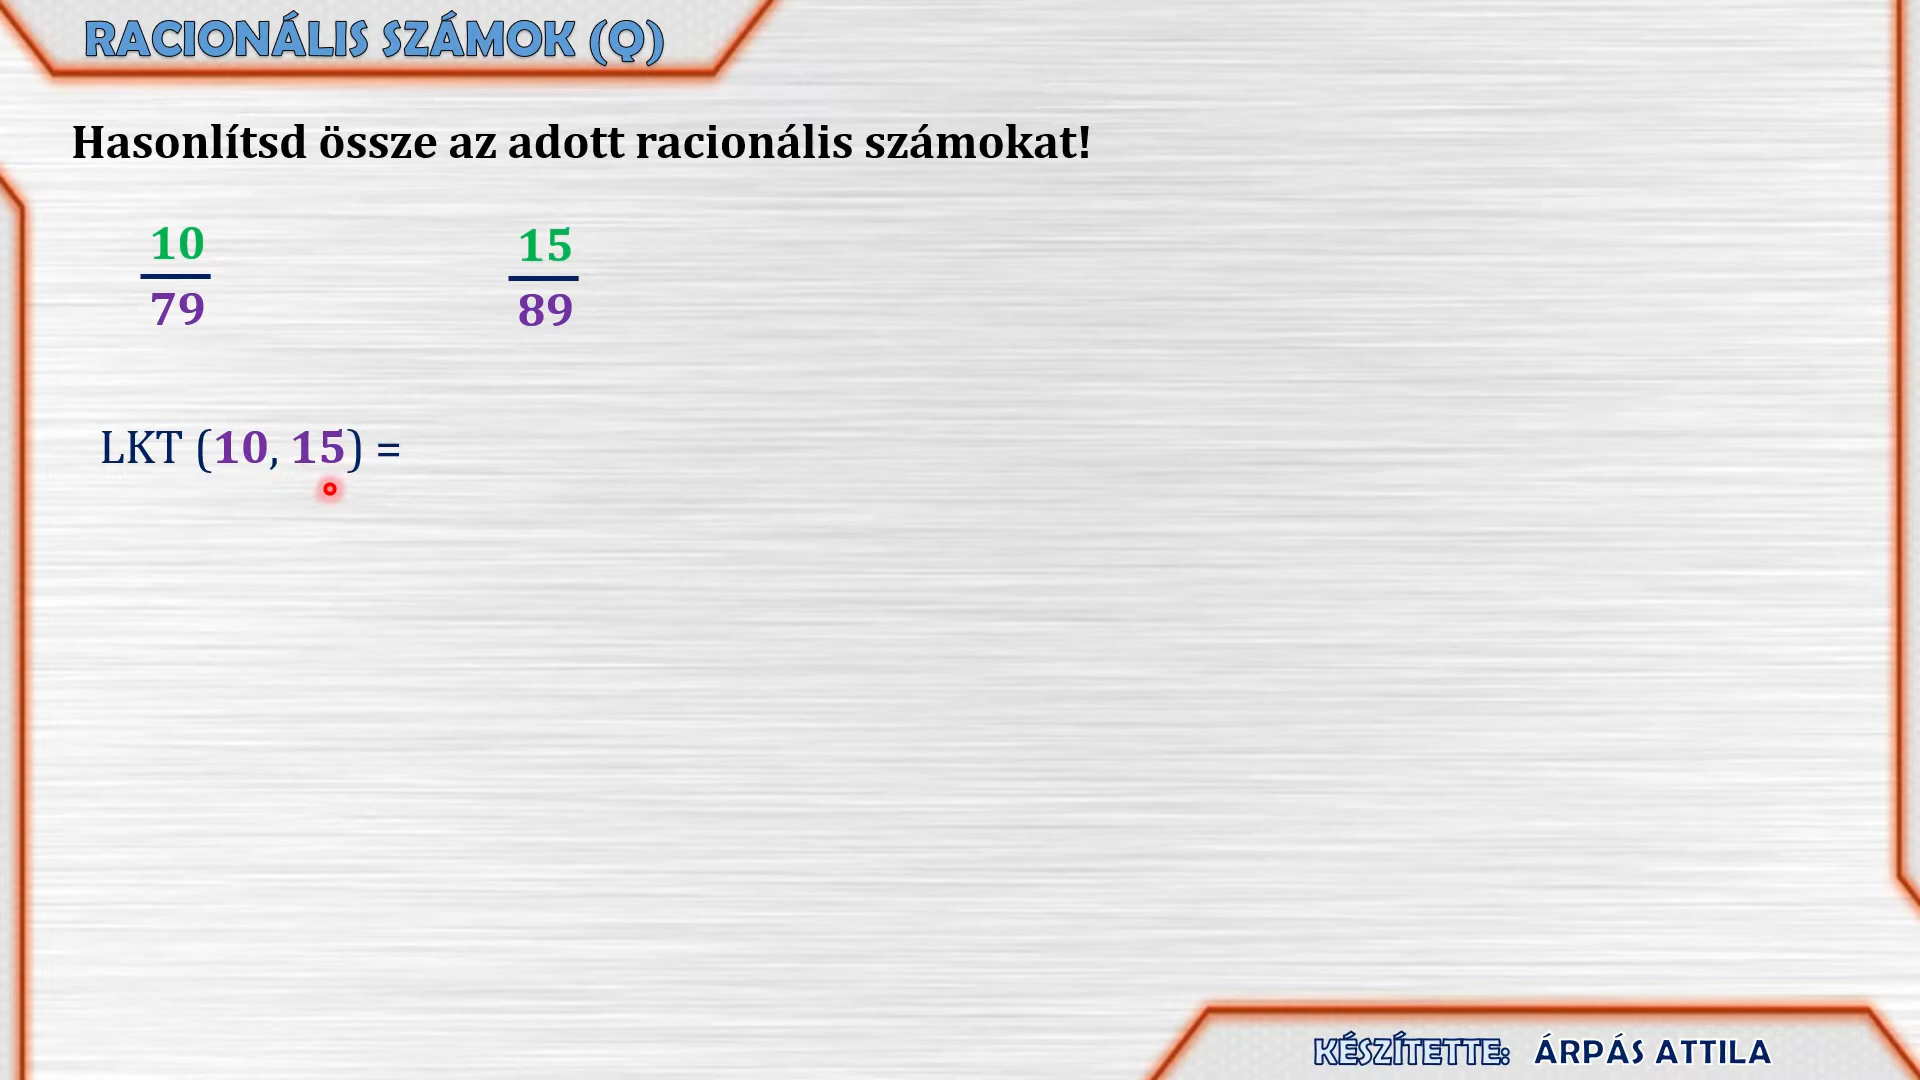 RACIONÁLIS SZÁMOK (Q)
Hasonlítsd össze az adott racionális számokat!
10 15
79 89
LKT (10, 15) =
KÉSZÍTETTE: ÁRPÁS ATTILA